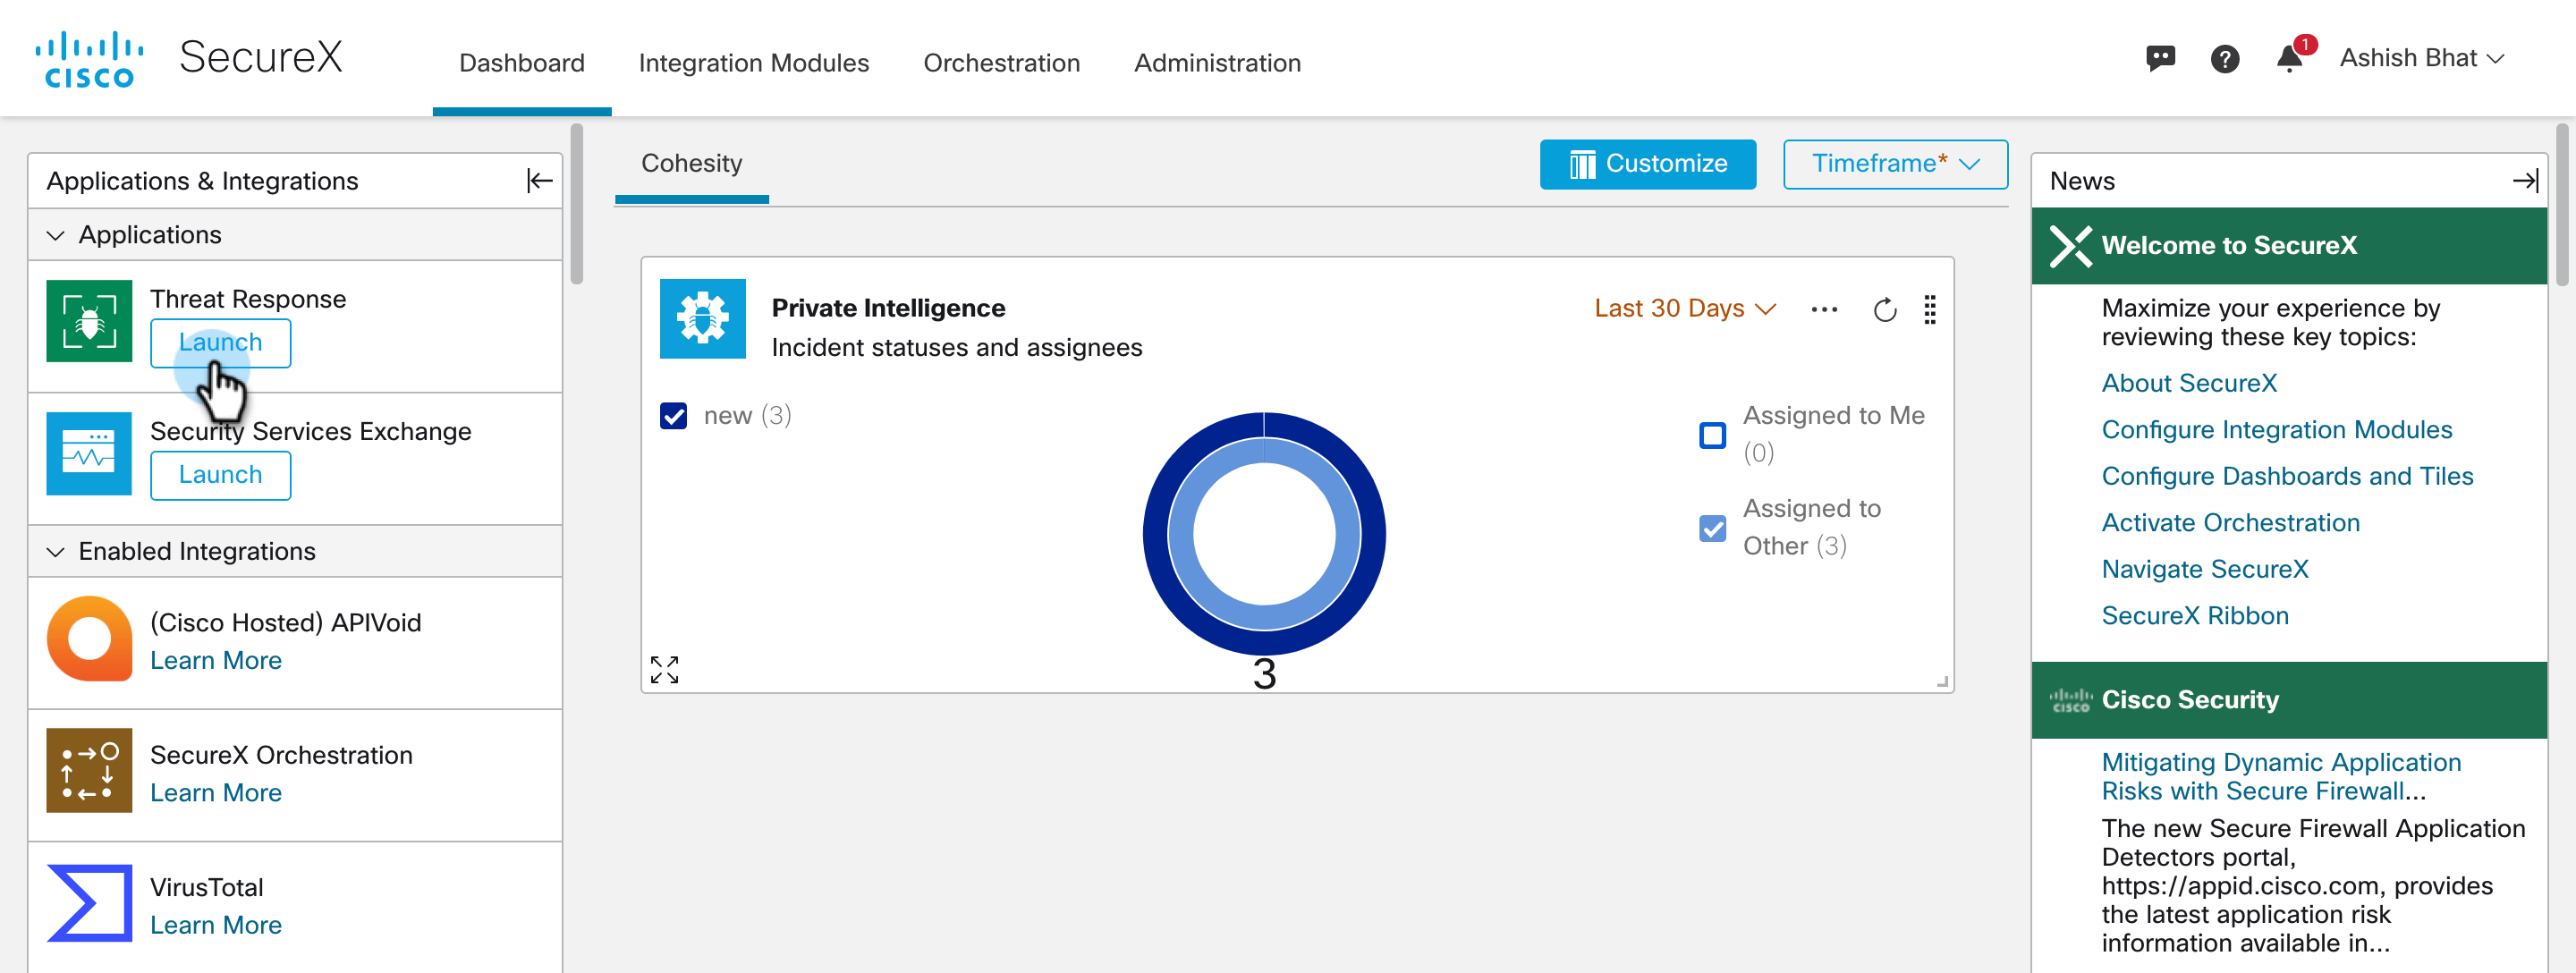 CISCO
SecureX
Dashboard
Integration Modules
Orchestration
Administration
1
Ashish Bhat
Applications & Integrations
Applications
Threat Response
Launch
Security Services Exchange
Launch
Enabled Integrations
(Cisco Hosted) APIVoid
Learn More
SecureX Orchestration
Learn More
VirusTotal
Learn More
Cohesity
Customize
Timeframe*
Private Intelligence
Incident statuses and assignees
Last 30 Days
new (3)
Assigned to Me
(0)
Assigned to
Other (3)
3
News
Welcome to SecureX
Maximize your experience by
reviewing these key topics:
About SecureX
Configure Integration Modules
Configure Dashboards and Tiles
Activate Orchestration
Navigate SecureX
SecureX Ribbon
CISCO
Cisco Security
Mitigating Dynamic Application
Risks with Secure Firewall...
The new Secure Firewall Application
Detectors portal,
https://appid.cisco.com, provides
the latest application risk
information available in...